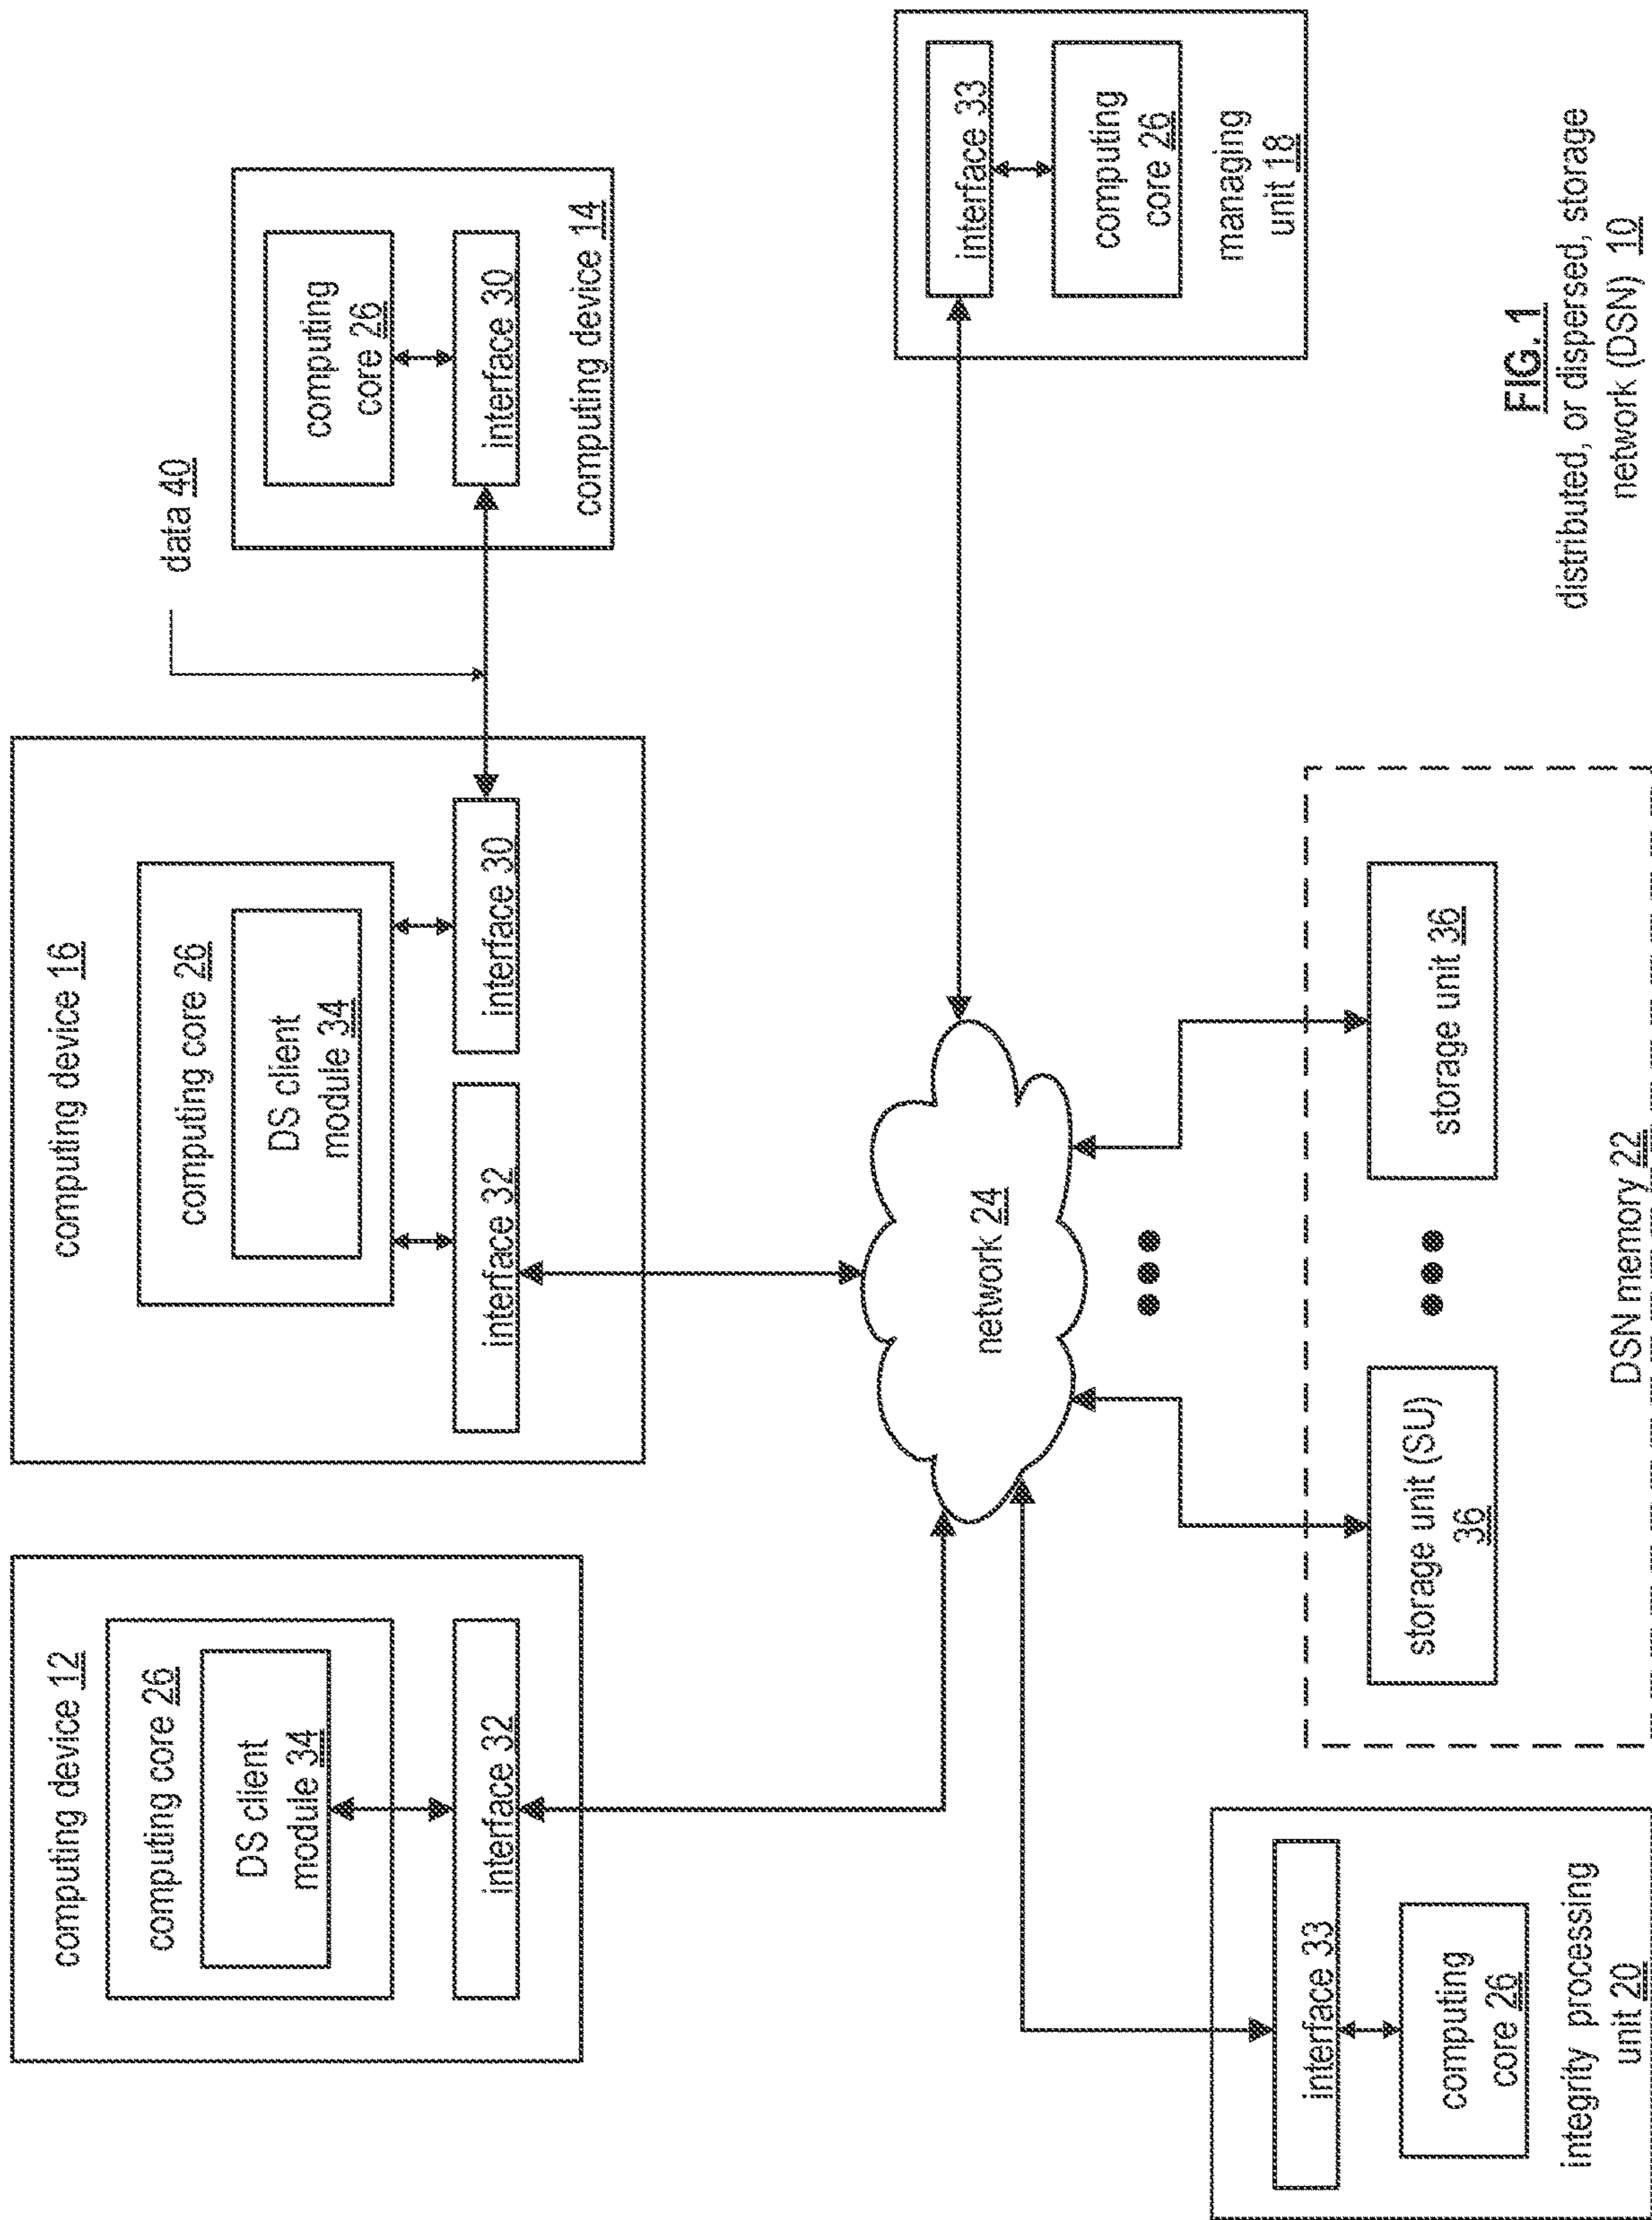 computing device 12
computing core 26
DS client
module 34
interface 32
computing device 16
computing core 26
DS client
module 34
interface 32
interface 30
data 40
computing
core 26
interface 30
computing device 14
network 24
interface 33
computing
core 26
managing
unit 18
interface 33
computing
core 26
integrity processing
unit 20
storage unit (SU)
36
storage unit 36
DSN memory 22
FIG. 1
distributed, or dispersed, storage
network (DSN) 10